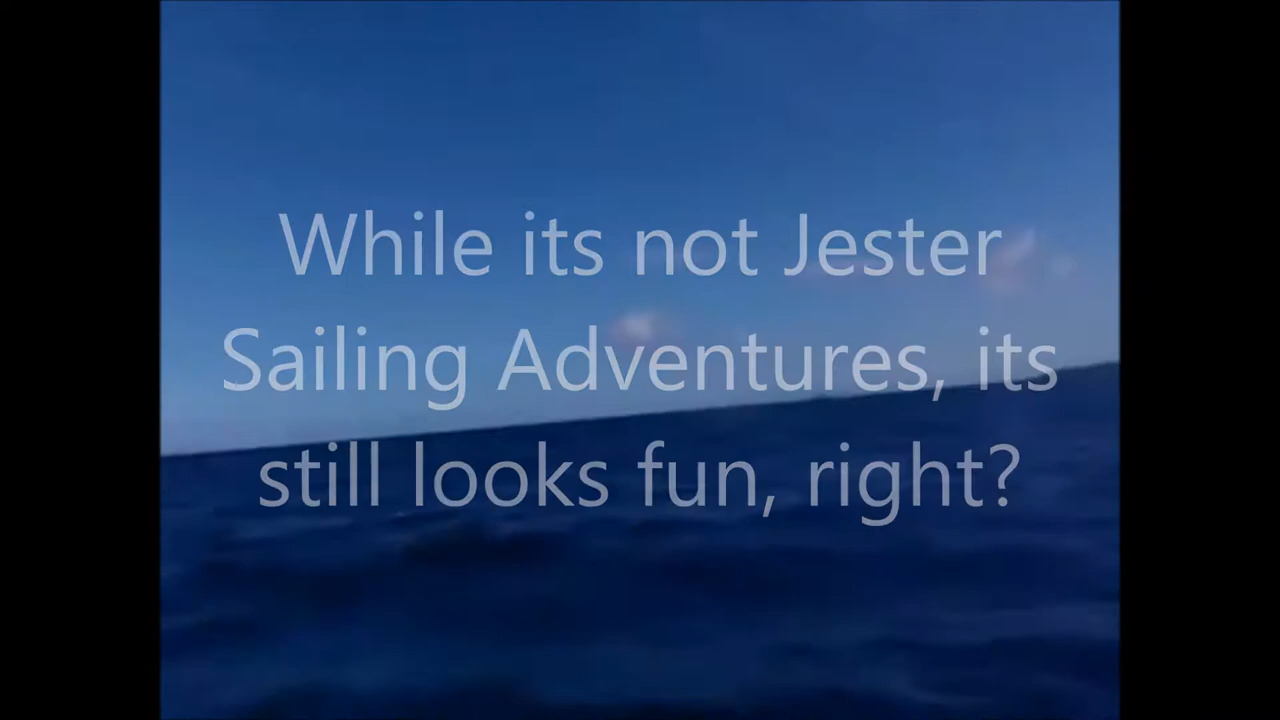 While its not Jester
Sailing Adventures, its
still looks fun, right?